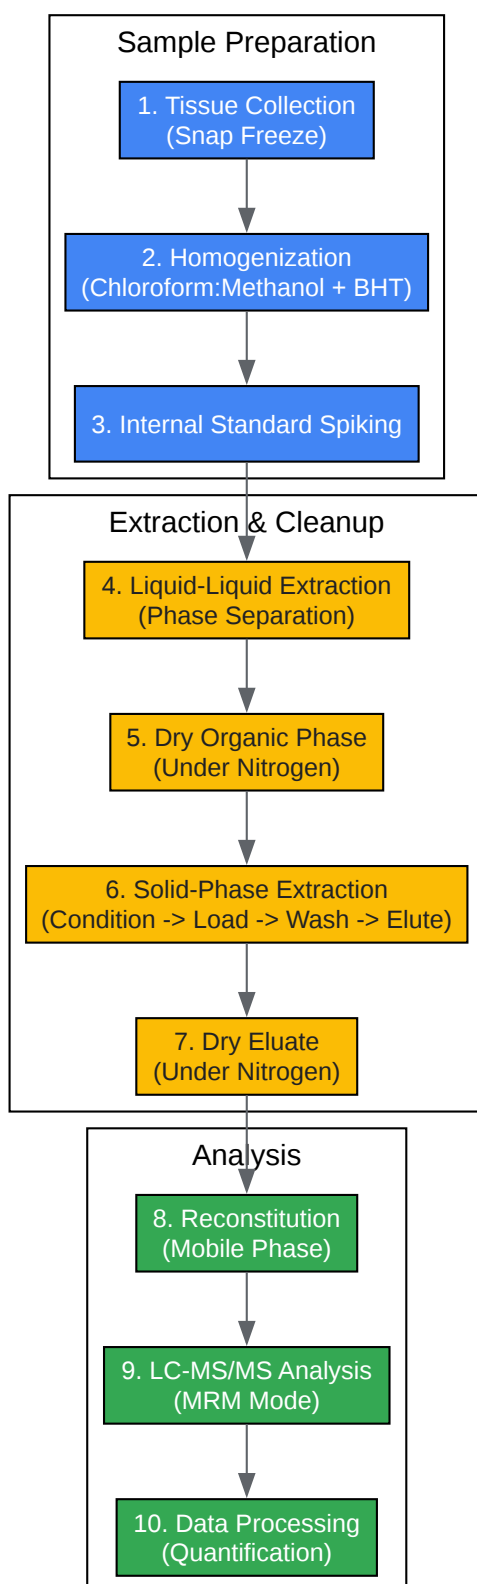 Sample Preparation
1. Tissue Collection
(Snap Freeze)
2. Homogenization
(Chloroform:Methanol + BHT)
3. Internal Standard Spiking
Extraction & Cleanup
4. Liquid-Liquid Extraction
(Phase Separation)
5. Dry Organic Phase
(Under Nitrogen)
6. Solid-Phase Extraction
(Condition -> Load -> Wash -> Elute)
7. Dry Eluate
(Under Nitrogen)
Analysis
8. Reconstitution
(Mobile Phase)
9. LC-MS/MS Analysis
(MRM Mode)
10. Data Processing
(Quantification)